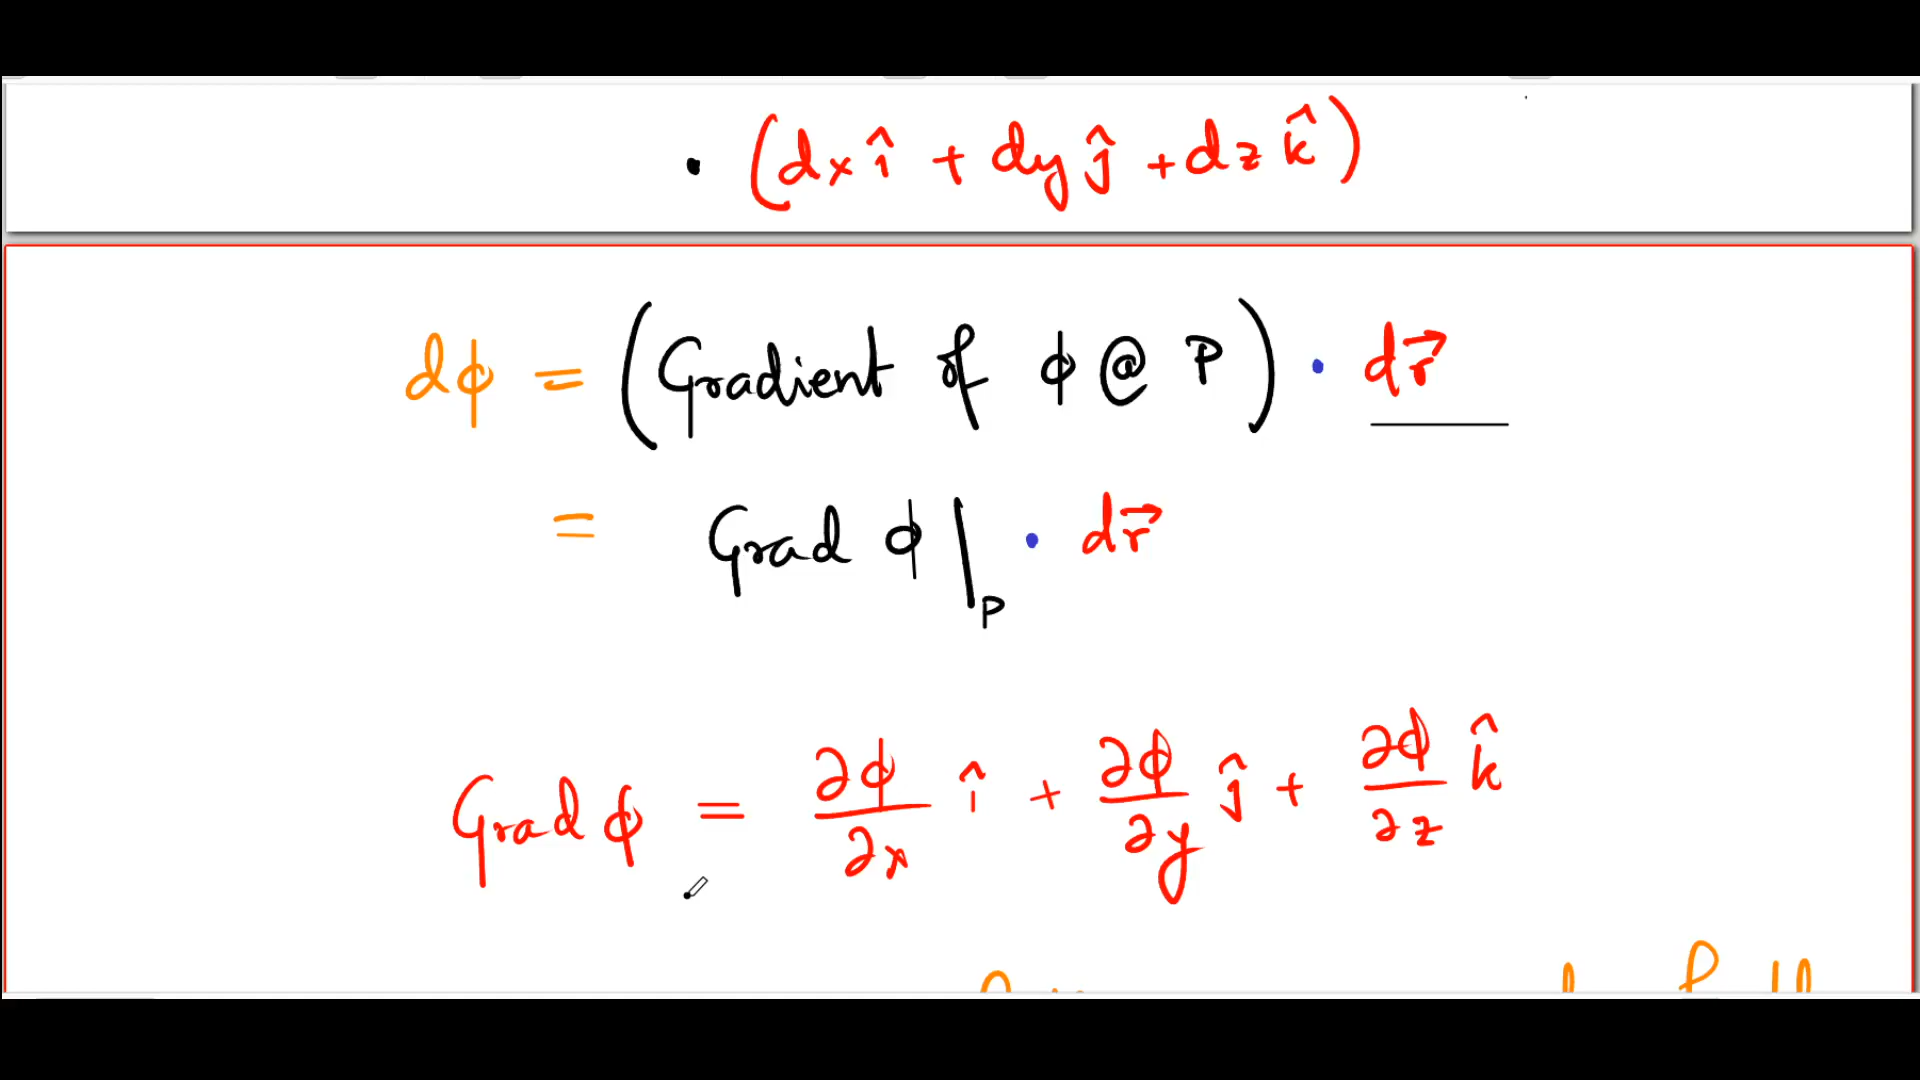 · (dx î + dy ĵ + dz k̂)
dϕ = (Gradient of ϕ @ P) · dr⃗
= Grad ϕ |P · dr⃗
Grad ϕ = ∂ϕ/∂x î + ∂ϕ/∂y ĵ + ∂ϕ/∂z k̂